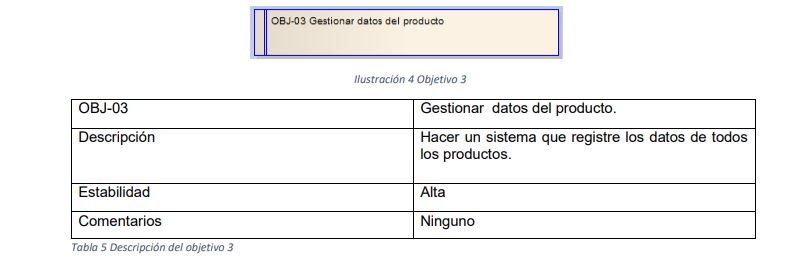 OBJ-03 Gestionar datos del producto
Ilustración 4 Objetivo 3
OBJ-03 Gestionar datos del producto.
Descripción Hacer un sistema que registre los datos de todos
los productos.
Estabilidad Alta
Comentarios Ninguno
Tabla 5 Descripción del objetivo 3